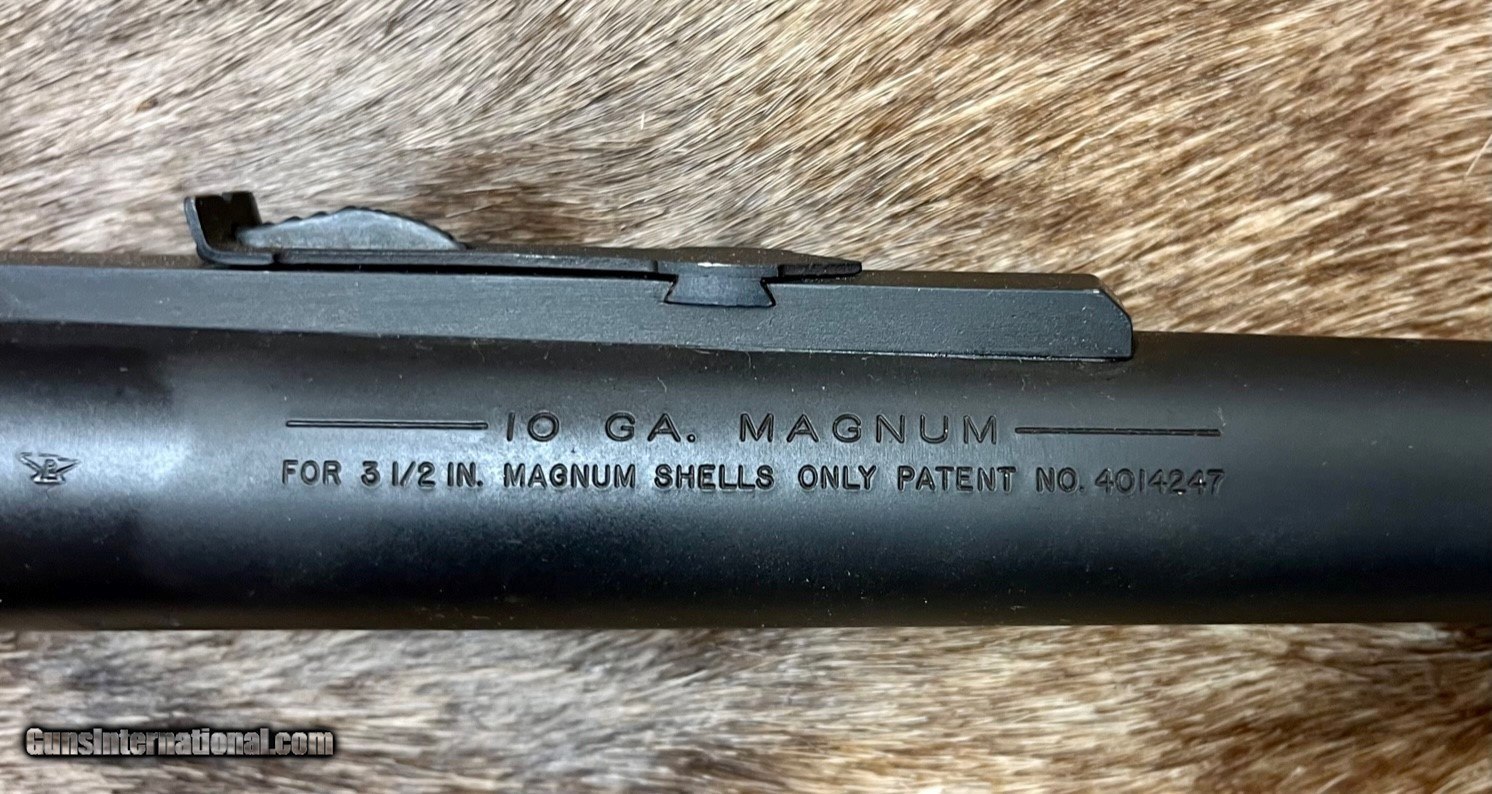 10 GA. MAGNUM
FOR 3 1/2 IN. MAGNUM SHELLS ONLY PATENT NO. 4014247
GunsInternational.com